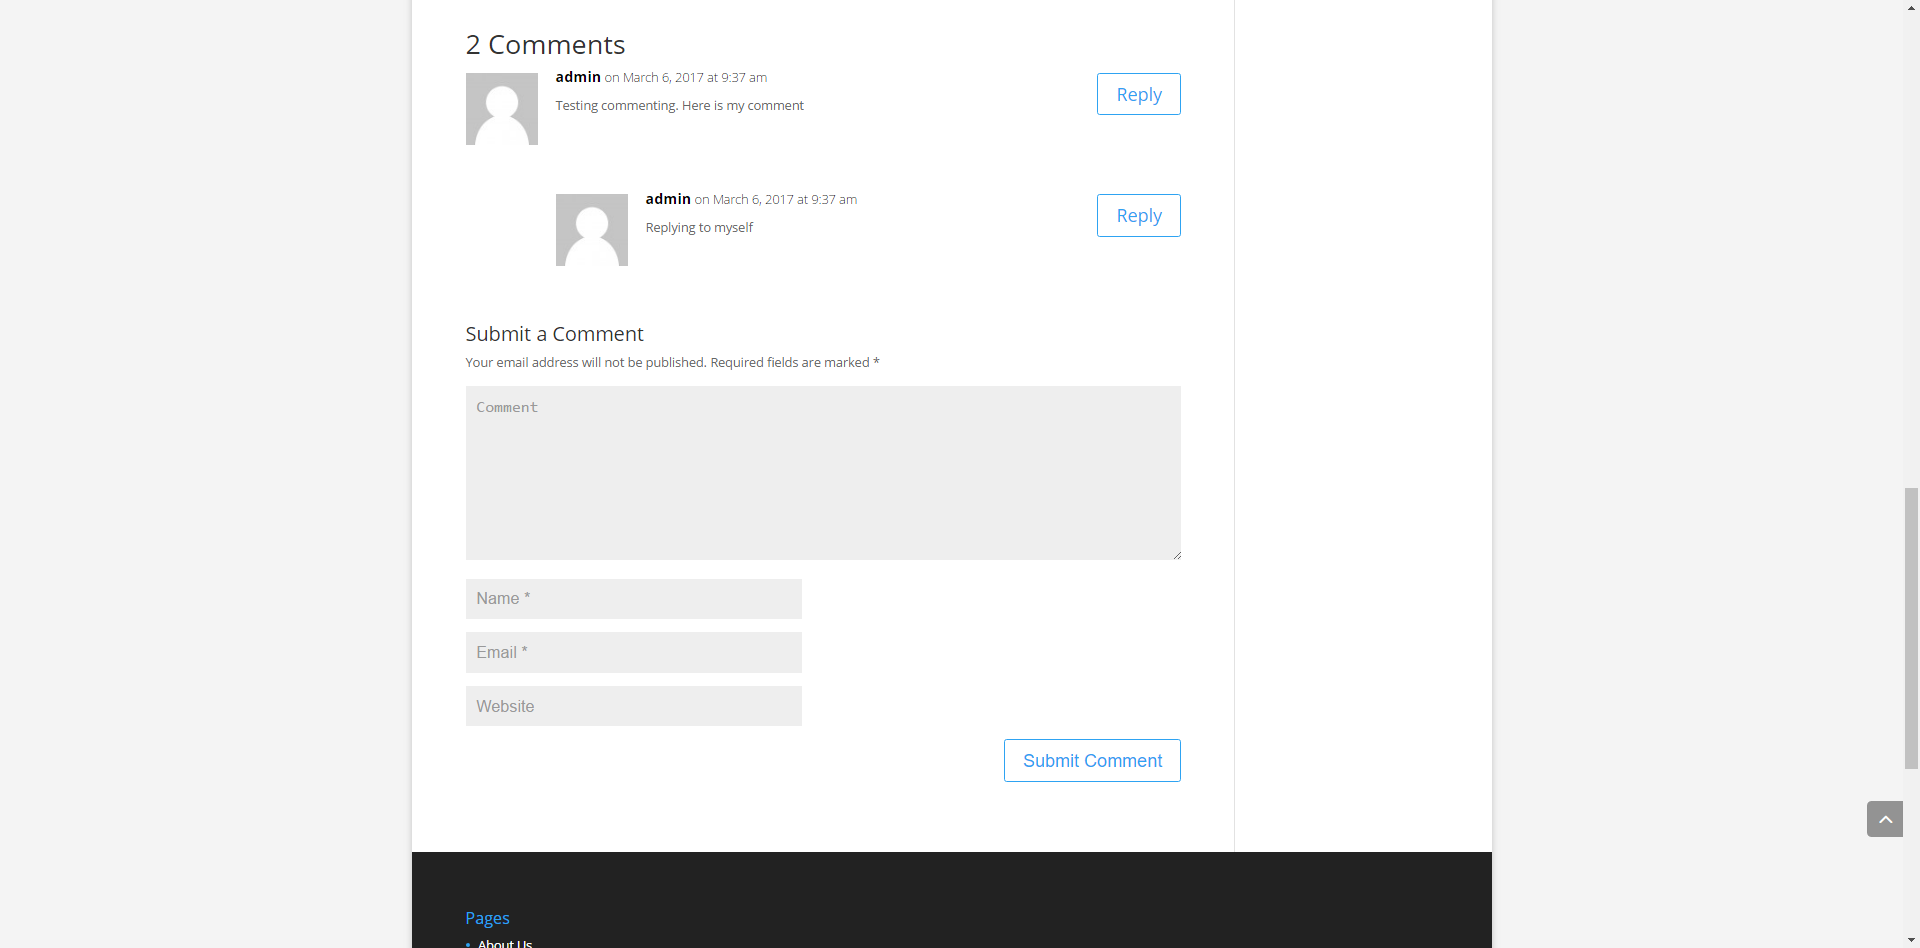 2 Comments
admin on March 6, 2017 at 9:37 am
Reply
Testing commenting. Here is my comment
admin on March 6, 2017 at 9:37 am
Reply
Replying to myself
Submit a Comment
Your email address will not be published. Required fields are marked *
Comment
Name *
Email *
Website
Submit Comment
Pages
About Us